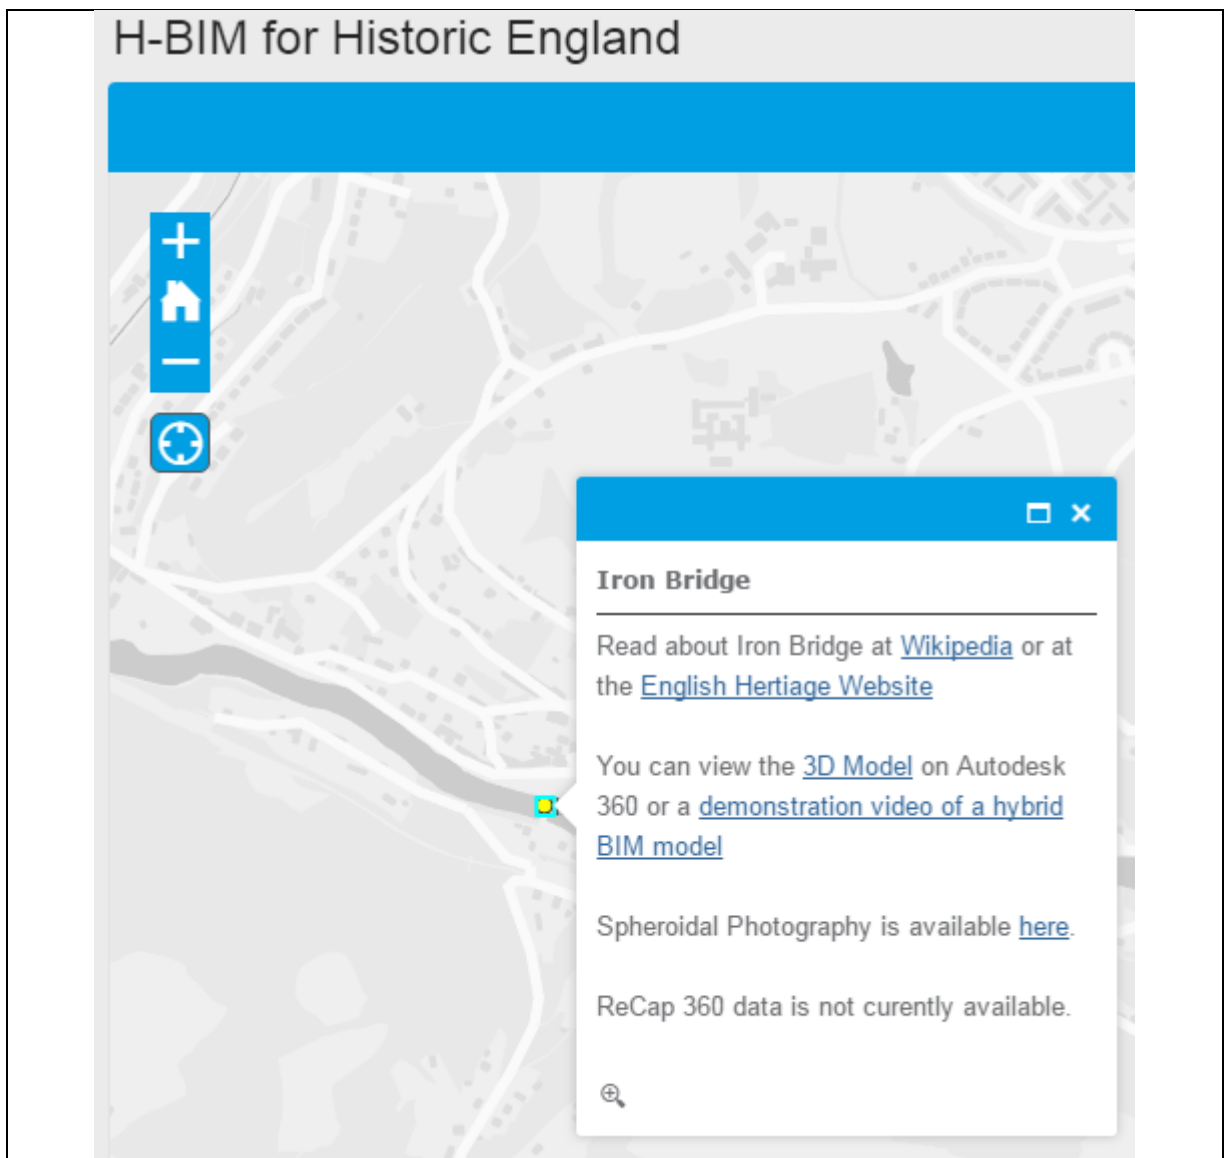 H-BIM for Historic England
Iron Bridge
Read about Iron Bridge at Wikipedia or at
the English Hertiage Website
You can view the 3D Model on Autodesk
360 or a demonstration video of a hybrid
BIM model
Spheroidal Photography is available here.
ReCap 360 data is not curently available.